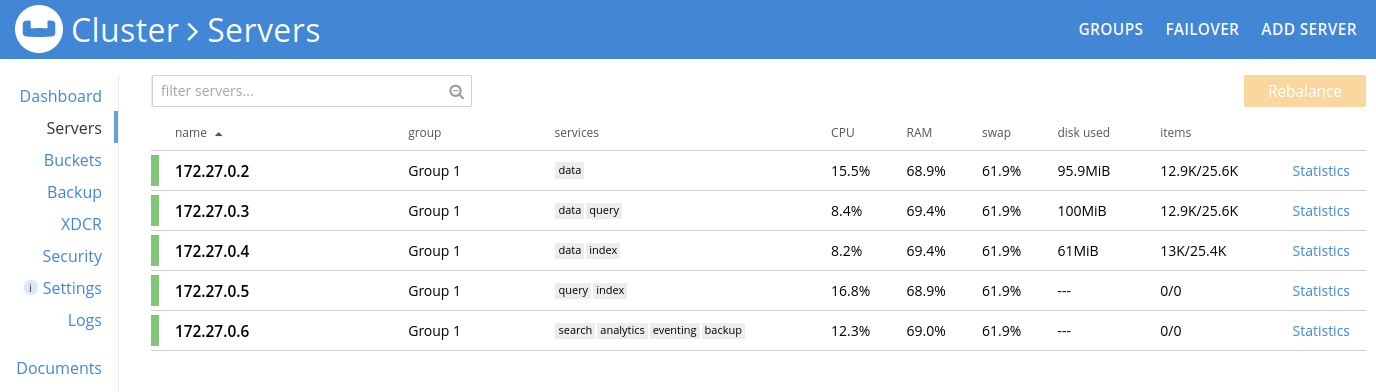 Cluster > Servers GROUPS FAILOVER ADD SERVER
filter servers... Rebalance
Dashboard
Servers
Buckets
Backup
XDCR
Security
i Settings
Logs
Documents
name group services CPU RAM swap disk used items
172.27.0.2 Group 1 data 15.5% 68.9% 61.9% 95.9MiB 12.9K/25.6K Statistics
172.27.0.3 Group 1 data query 8.4% 69.4% 61.9% 100MiB 12.9K/25.6K Statistics
172.27.0.4 Group 1 data index 8.2% 69.4% 61.9% 61MiB 13K/25.4K Statistics
172.27.0.5 Group 1 query index 16.8% 68.9% 61.9% --- 0/0 Statistics
172.27.0.6 Group 1 search analytics eventing backup 12.3% 69.0% 61.9% --- 0/0 Statistics